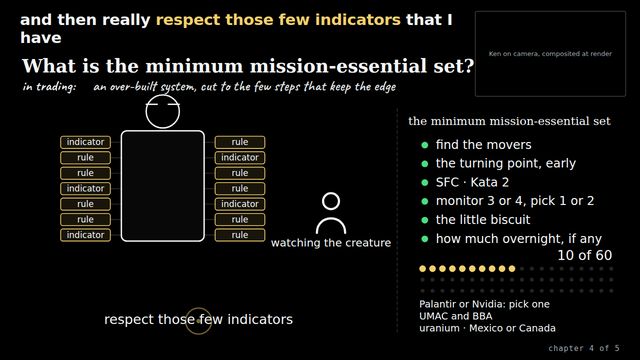 and then really respect those few indicators that I
have
Ken on camera, composited at render
What is the minimum mission-essential set?
in trading: an over-built system, cut to the few steps that keep the edge
the minimum mission-essential set
indicator
rule
rule
indicator
rule
rule
indicator
rule
indicator
rule
rule
indicator
rule
rule
watching the creature
find the movers
the turning point, early
SFC · Kata 2
monitor 3 or 4, pick 1 or 2
the little biscuit
how much overnight, if any
10 of 60
Palantir or Nvidia: pick one
UMAC and BBA
uranium · Mexico or Canada
respect those few indicators
chapter 4 of 5